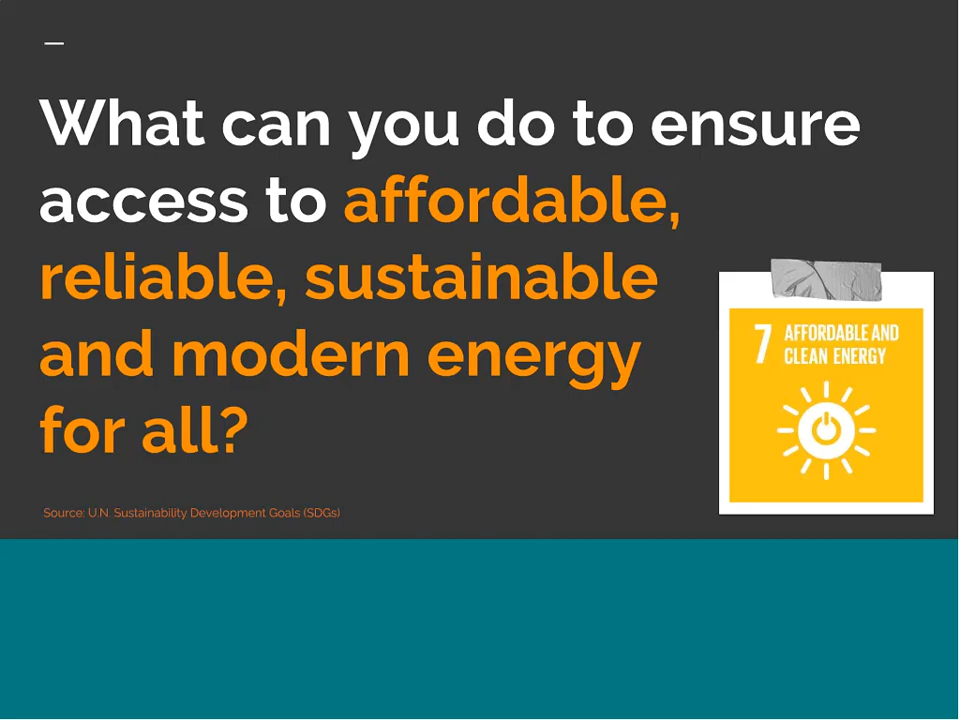 What can you do to ensure
access to affordable,
reliable, sustainable
and modern energy
for all?
7 AFFORDABLE AND
CLEAN ENERGY
Source: U.N. Sustainability Development Goals (SDGs)